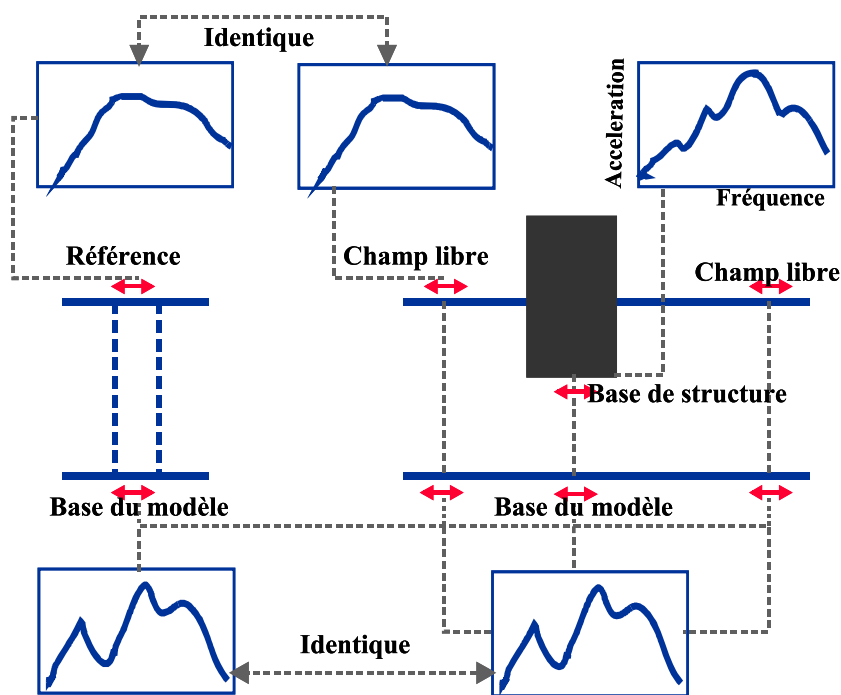 Identique
Acceleration
Fréquence
Référence
Champ libre
Champ libre
Base de structure
Base du modèle
Base du modèle
Identique